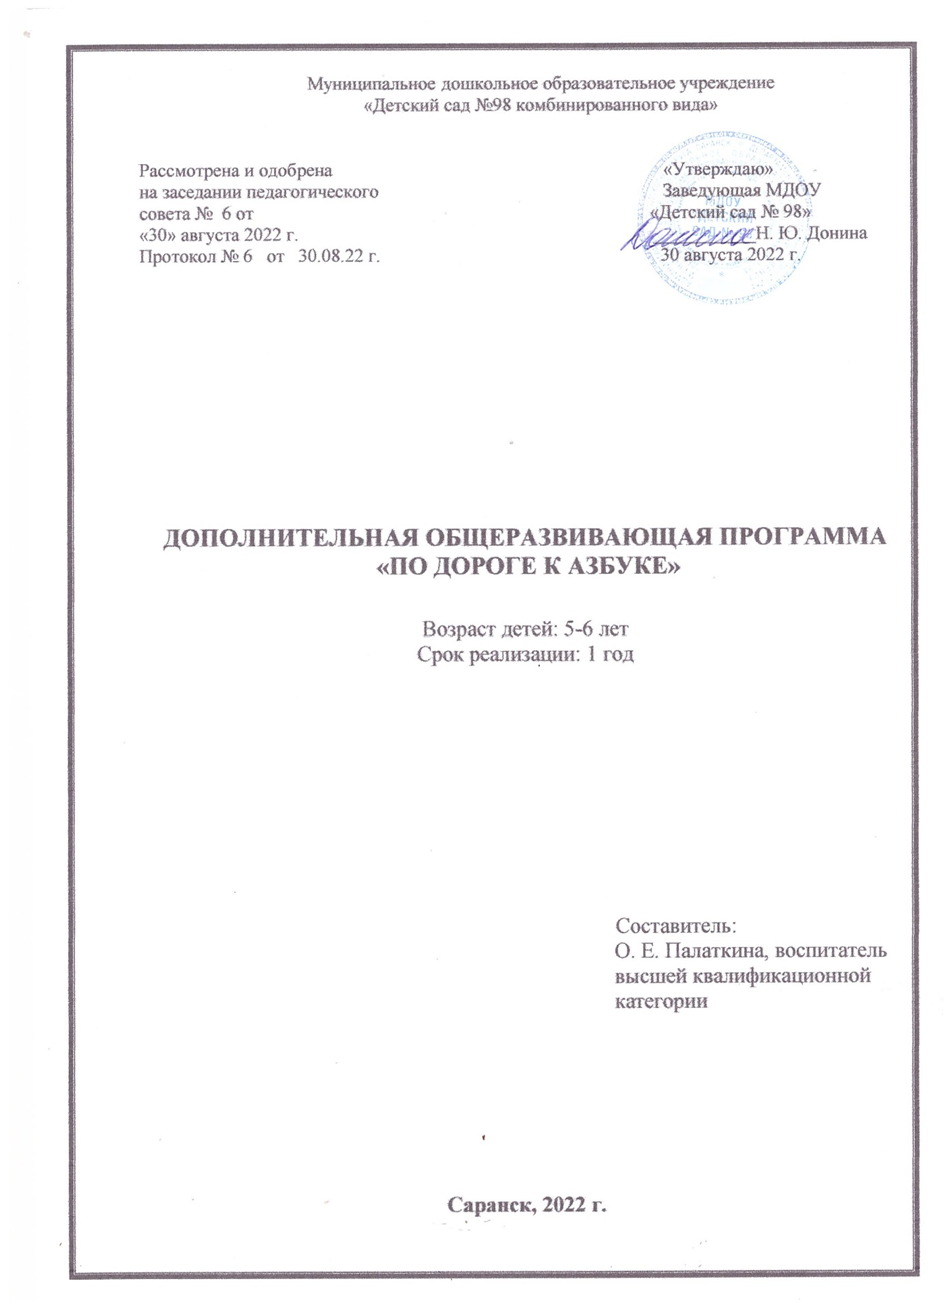 Муниципальное дошкольное образовательное учреждение
«Детский сад №98 комбинированного вида»
Рассмотрена и одобрена
на заседании педагогического
совета № 6 от
«30» августа 2022 г.
Протокол № 6 от 30.08.22 г.
«Утверждаю»
Заведующая МДОУ
«Детский сад № 98»
Н. Ю. Донина
30 августа 2022 г.
МДОУ
ДОПОЛНИТЕЛЬНАЯ ОБЩЕРАЗВИВАЮЩАЯ ПРОГРАММА
«ПО ДОРОГЕ К АЗБУКЕ»
Возраст детей: 5-6 лет
Срок реализации: 1 год
Составитель:
О. Е. Палаткина, воспитатель
высшей квалификационной
категории
Саранск, 2022 г.